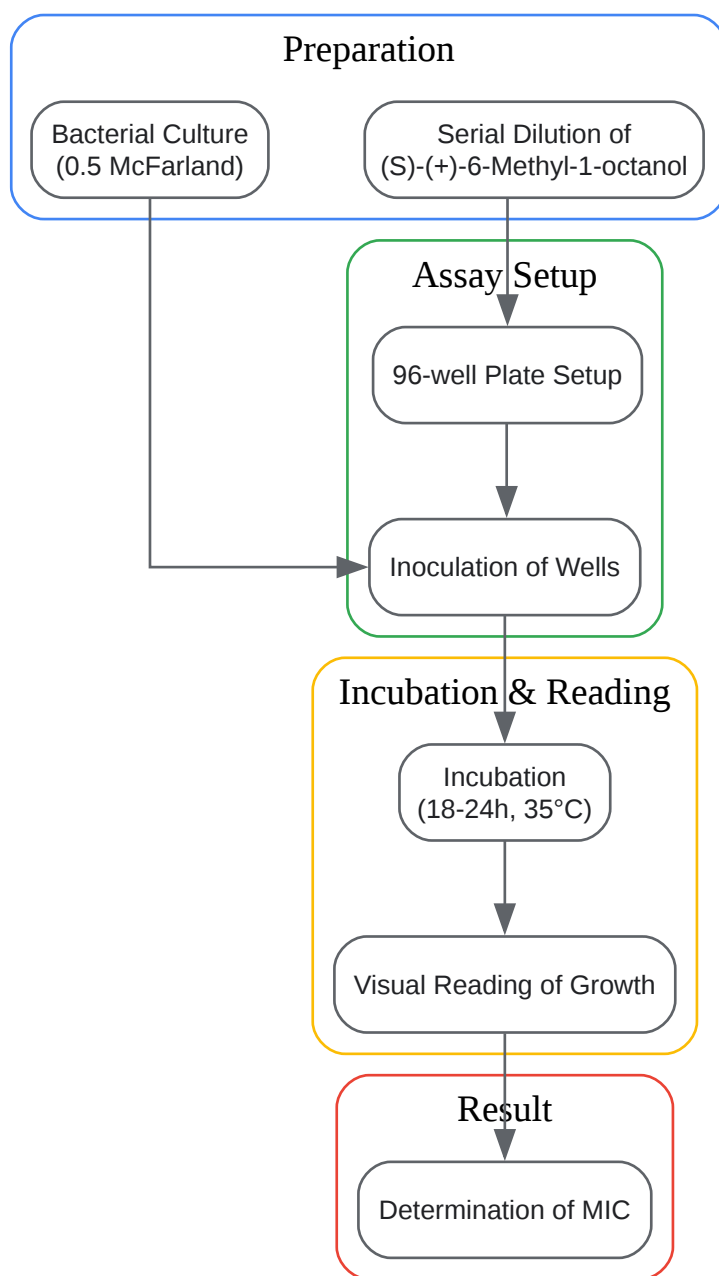 Preparation
Bacterial Culture
(0.5 McFarland)
Serial Dilution of
(S)-(+)-6-Methyl-1-octanol
Assay Setup
96-well Plate Setup
Inoculation of Wells
Incubation & Reading
Incubation
(18-24h, 35°C)
Visual Reading of Growth
Result
Determination of MIC